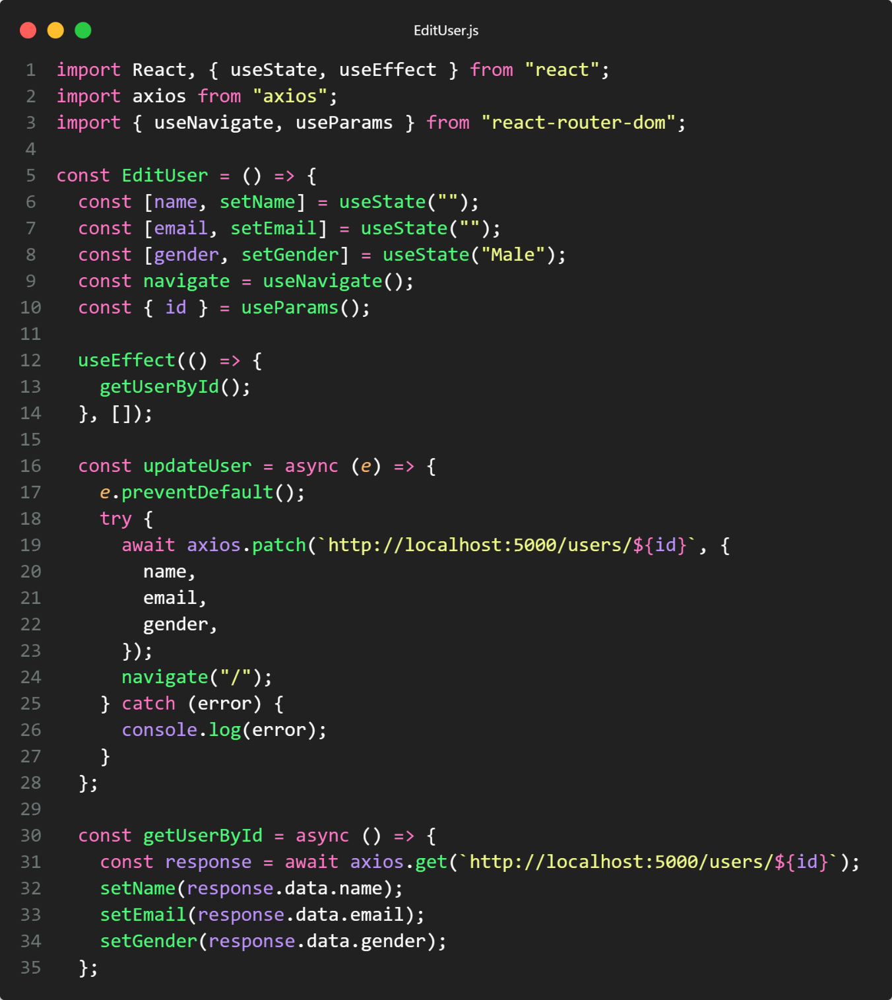 EditUser.js
1 import React, { useState, useEffect } from "react";
2 import axios from "axios";
3 import { useNavigate, useParams } from "react-router-dom";
4
5 const EditUser = () => {
6   const [name, setName] = useState("");
7   const [email, setEmail] = useState("");
8   const [gender, setGender] = useState("Male");
9   const navigate = useNavigate();
10   const { id } = useParams();
11
12   useEffect(() => {
13     getUserById();
14   }, []);
15
16   const updateUser = async (e) => {
17     e.preventDefault();
18     try {
19       await axios.patch(`http://localhost:5000/users/${id}`, {
20         name,
21         email,
22         gender,
23       });
24       navigate("/");
25     } catch (error) {
26       console.log(error);
27     }
28   };
29
30   const getUserById = async () => {
31     const response = await axios.get(`http://localhost:5000/users/${id}`);
32     setName(response.data.name);
33     setEmail(response.data.email);
34     setGender(response.data.gender);
35   };